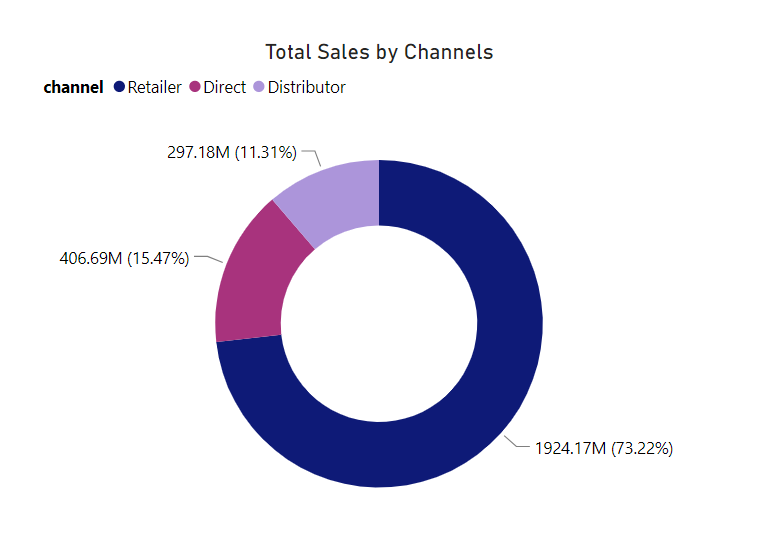 Total Sales by Channels
channel Retailer Direct Distributor
297.18M (11.31%)
406.69M (15.47%)
1924.17M (73.22%)